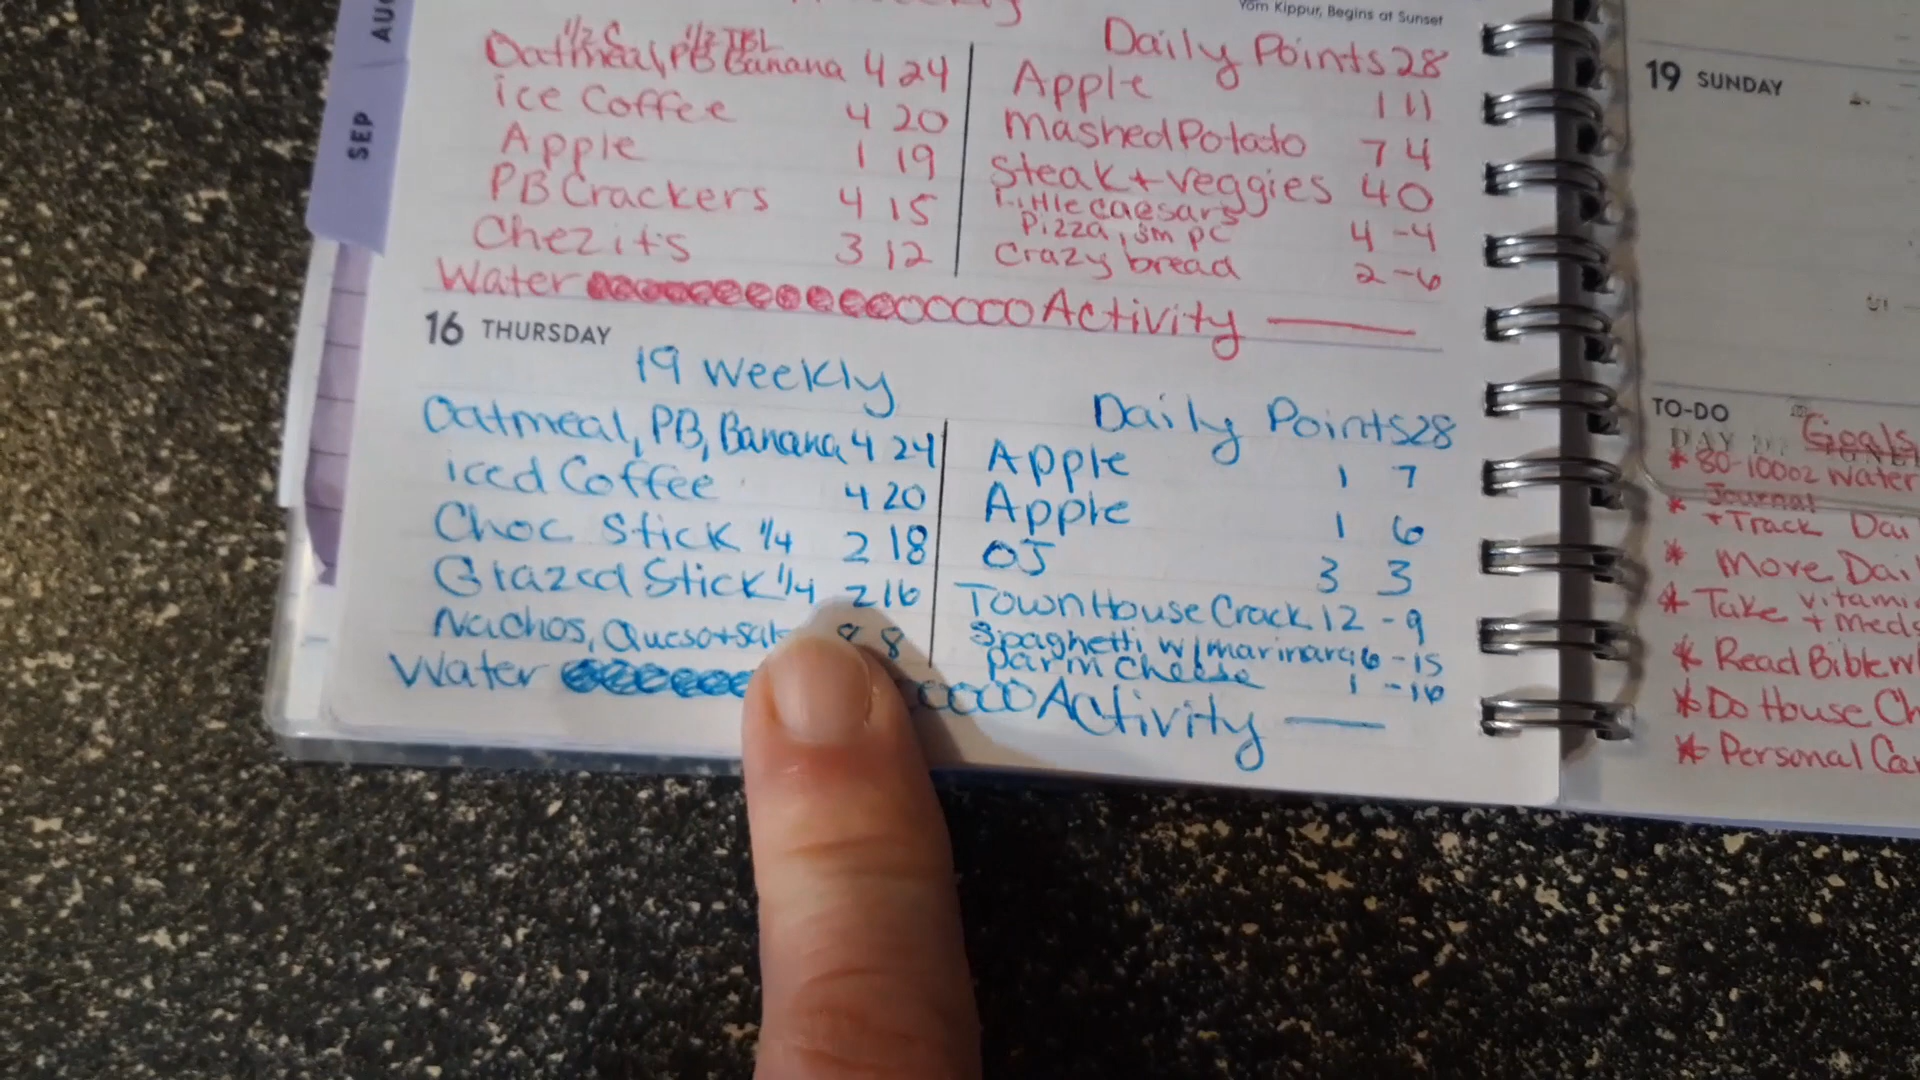 AUG
SEP
Yom Kippur, Begins at Sunset
Daily Points 28
1/2 C 1/2 TBL
Oatmeal, PB Banana 4 24
ice Coffee 4 20
Apple 1 19
PB Crackers 4 15
Chezits 3 12
Apple 1 11
Mashed Potato 7 4
Steak + veggies 4 0
Little caesars
Pizza, sm pc 4 -4
Crazy bread 2 -6
Water Activity
16 THURSDAY
19 Weekly
Daily Points 28
Oatmeal, PB, Banana 4 24
iced Coffee 4 20
Choc Stick 1/4 2 18
Glazed Stick 1/4 2 16
Nachos, Queso + 8 8
Apple 1 7
Apple 1 6
OJ 3 3
Town House Crack 12 -9
Spaghetti w/marinara 6 -15
parm cheese 1 -16
Water Activity
19 SUNDAY
TO-DO
Goals
* 80-100oz Water
* Journal
+ Track
* More
* Take
+ meds
* Read Bible
* Do House
* Personal